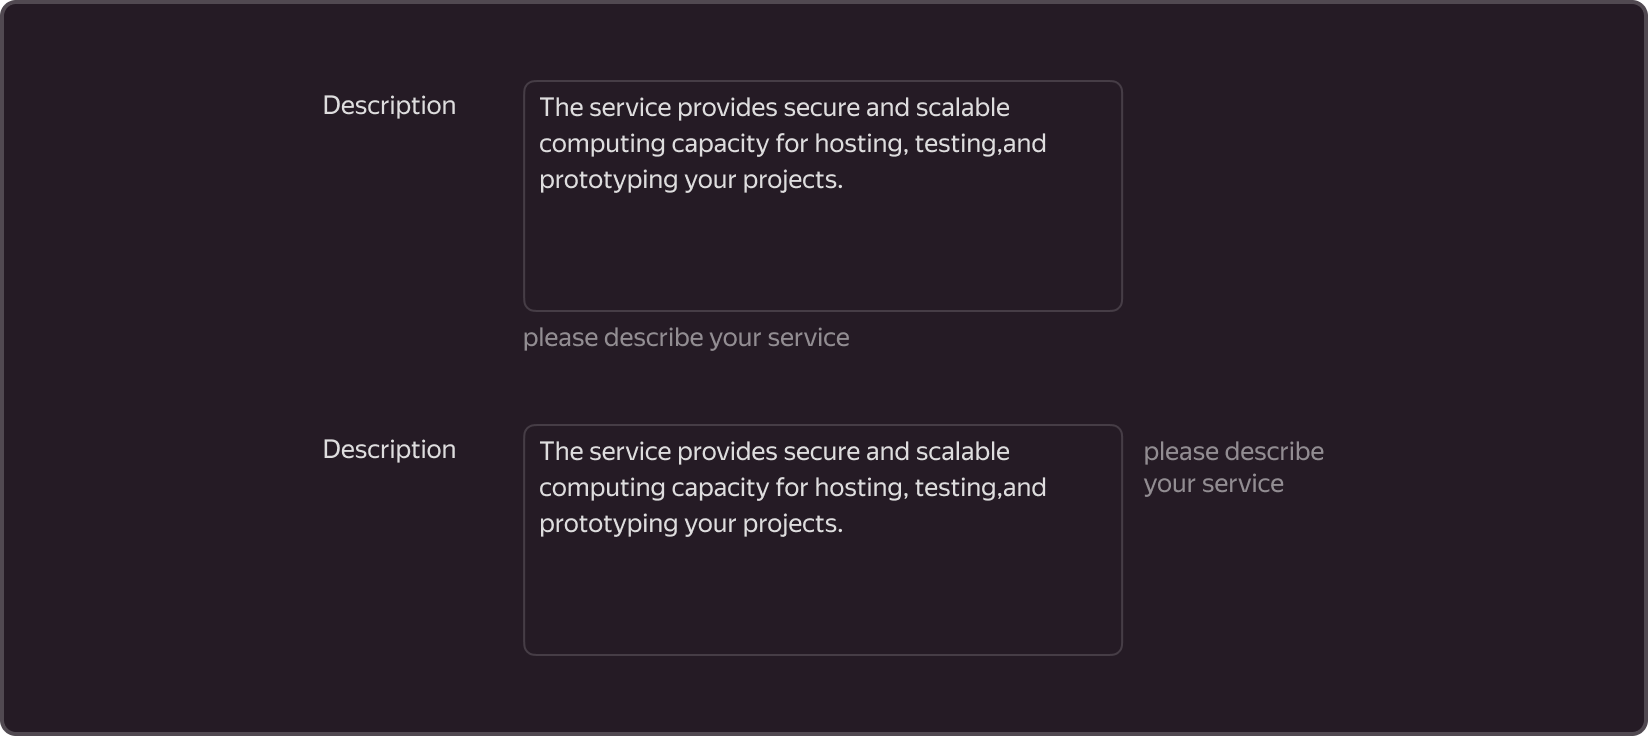 Description
The service provides secure and scalable
computing capacity for hosting, testing,and
prototyping your projects.
please describe your service
Description
The service provides secure and scalable
computing capacity for hosting, testing,and
prototyping your projects.
please describe
your service